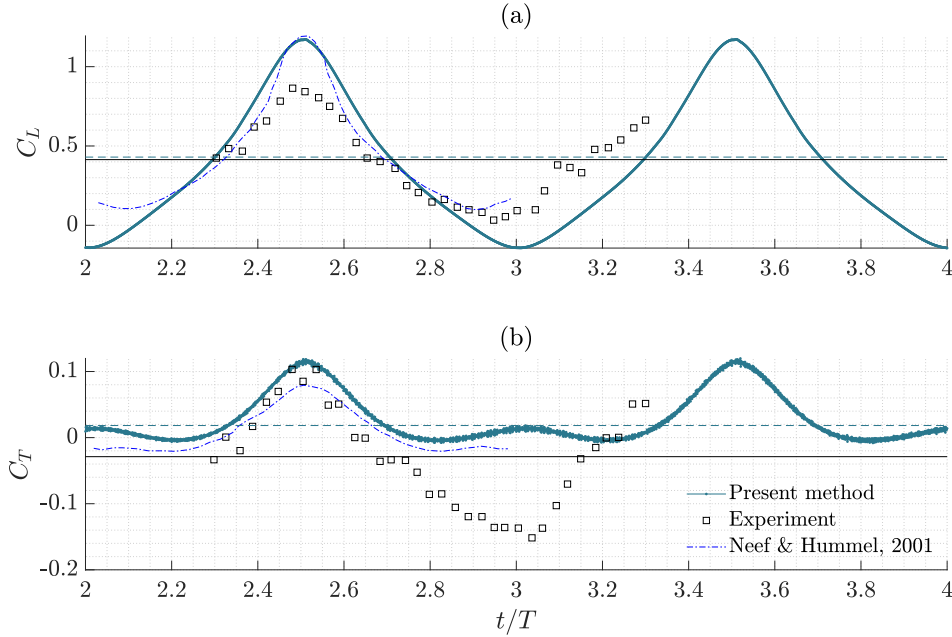 (a)
1
0.5
0
C_L
2 2.2 2.4 2.6 2.8 3 3.2 3.4 3.6 3.8 4
(b)
0.1
0
-0.1
-0.2
C_T
Present method
Experiment
Neef & Hummel, 2001
2 2.2 2.4 2.6 2.8 3 3.2 3.4 3.6 3.8 4
t/T